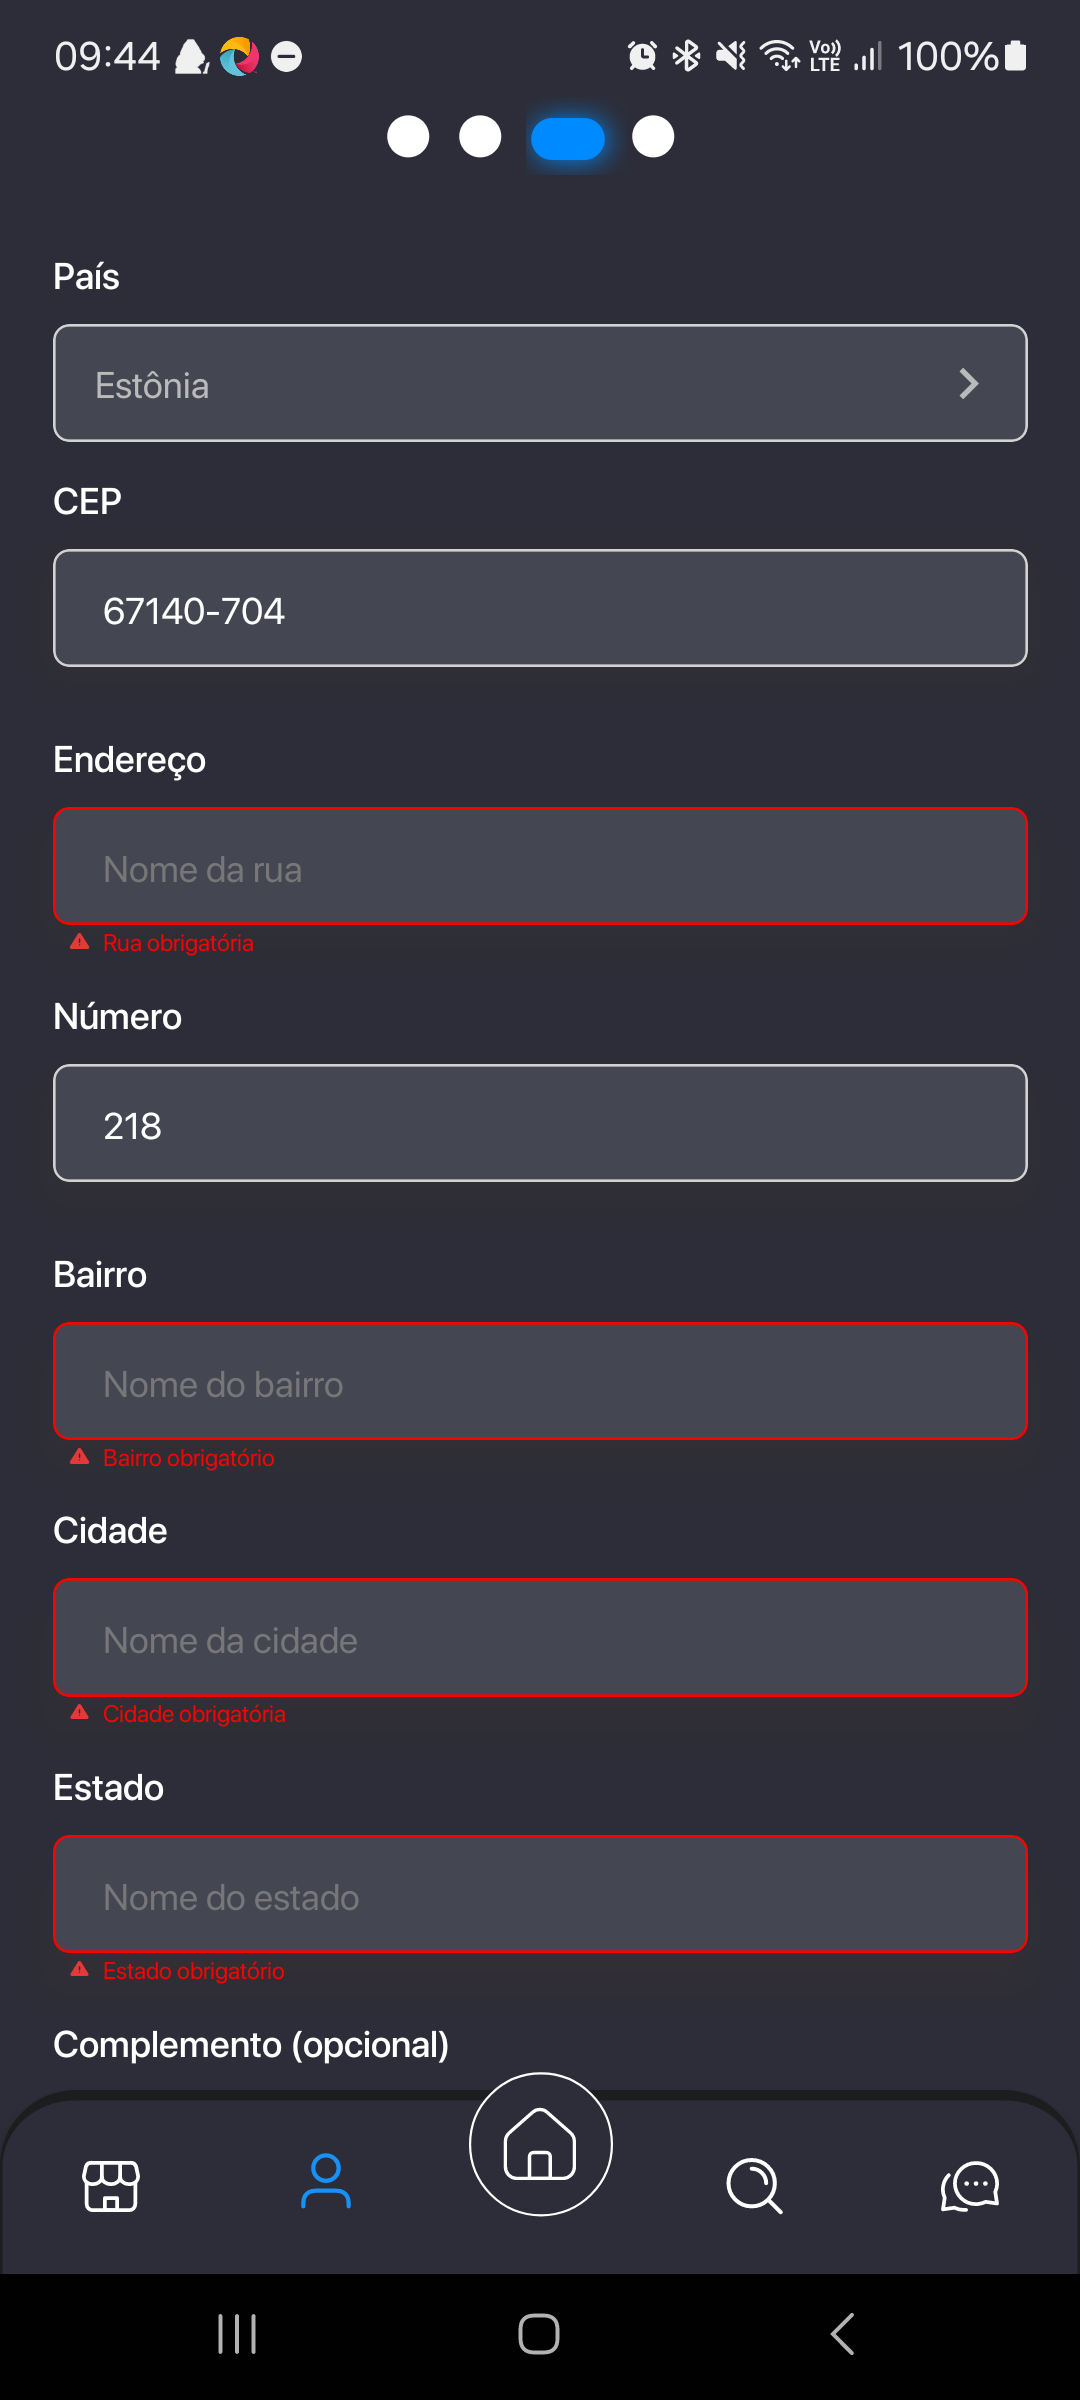 09:44
Vo))
LTE
100%
País
Estônia
CEP
67140-704
Endereço
Nome da rua
Rua obrigatória
Número
218
Bairro
Nome do bairro
Bairro obrigatório
Cidade
Nome da cidade
Cidade obrigatória
Estado
Nome do estado
Estado obrigatório
Complemento (opcional)